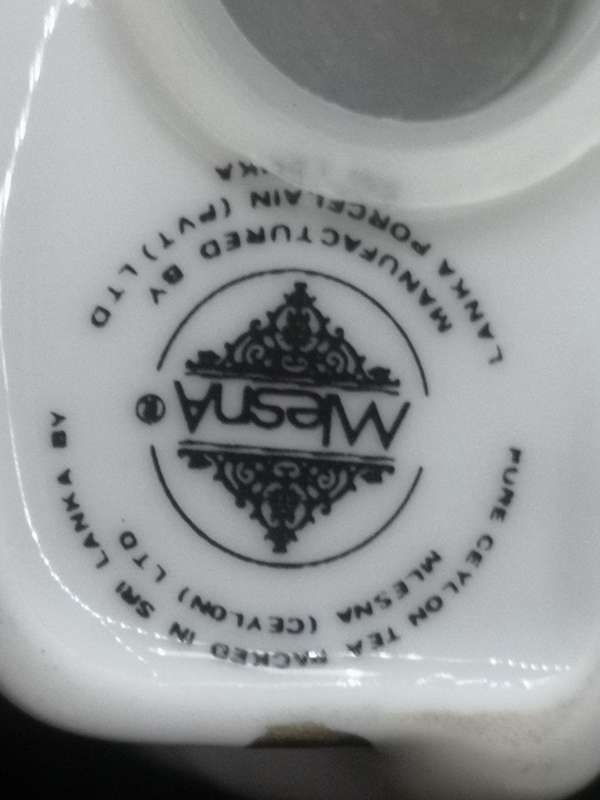 PURE CEYLON TEA PACKED IN SRI LANKA BY
MLESNA (CEYLON) LTD
MlesnA
MANUFACTURED BY
LANKA PORCELAIN (PVT) LTD